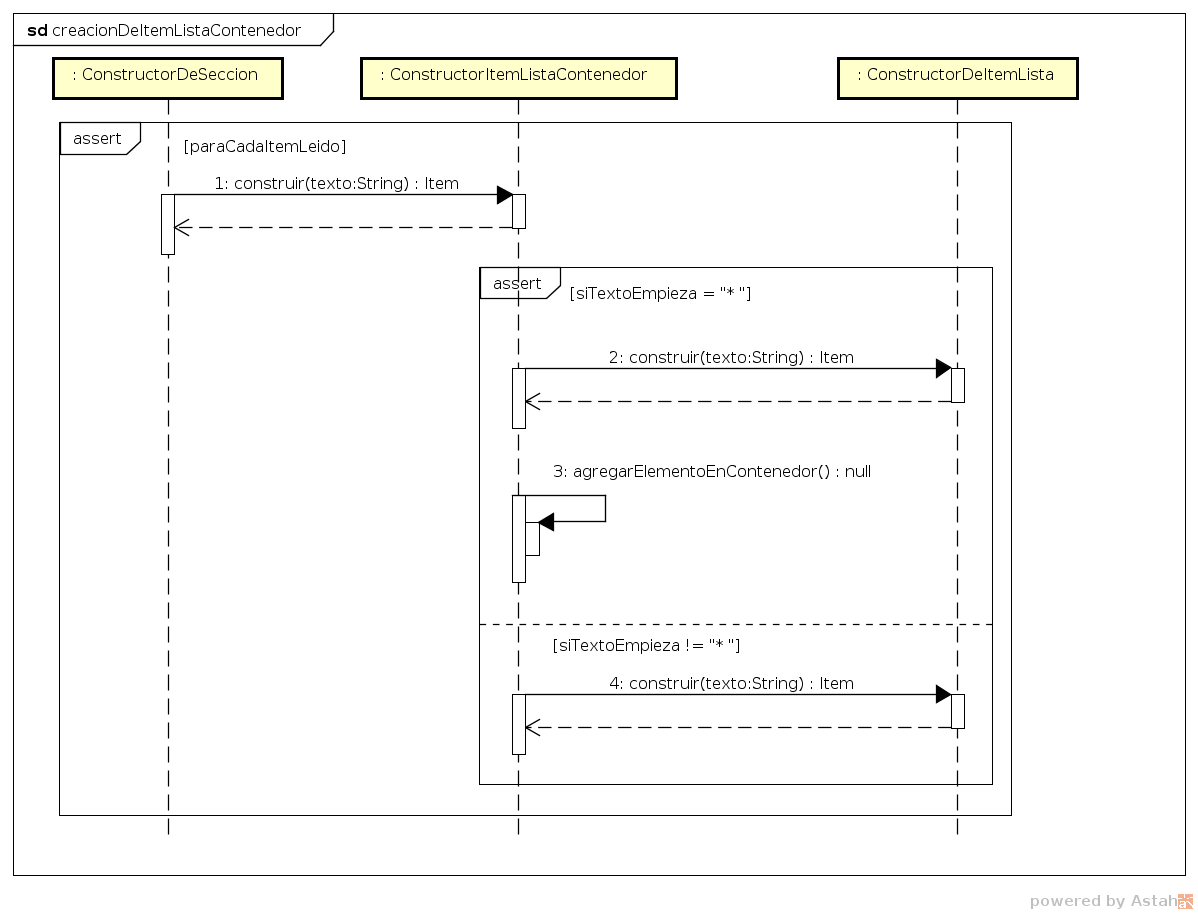 sd creacionDeItemListaContenedor
: ConstructorDeSeccion
: ConstructorItemListaContenedor
: ConstructorDeItemLista
assert
[paraCadaItemLeido]
1: construir(texto:String) : Item
assert
[siTextoEmpieza = "* "]
2: construir(texto:String) : Item
3: agregarElementoEnContenedor() : null
[siTextoEmpieza != "* "]
4: construir(texto:String) : Item
powered by Astah